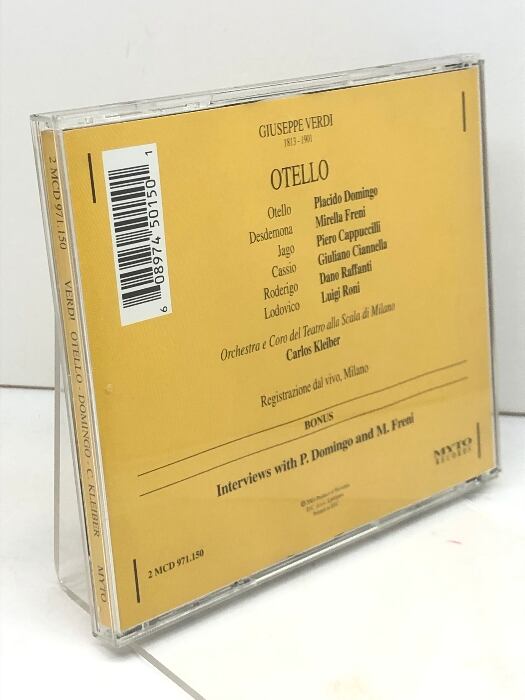 GIUSEPPE VERDI
1813 - 1901
OTELLO
Otello Placido Domingo
Desdemona Mirella Freni
Jago Piero Cappuccilli
Cassio Giuliano Ciannella
Roderigo Dano Raffanti
Lodovico Luigi Roni
Orchestra e Coro del Teatro alla Scala di Milano
Carlos Kleiber
Registrazione dal vivo, Milano
BONUS
Interviews with P. Domingo and M. Freni
MYTO
RECORDS
2 MCD 971.150
6 08974 50150 1
2 MCD 971.150 VERDI OTELLO - DOMINGO - C. KLEIBER MYTO